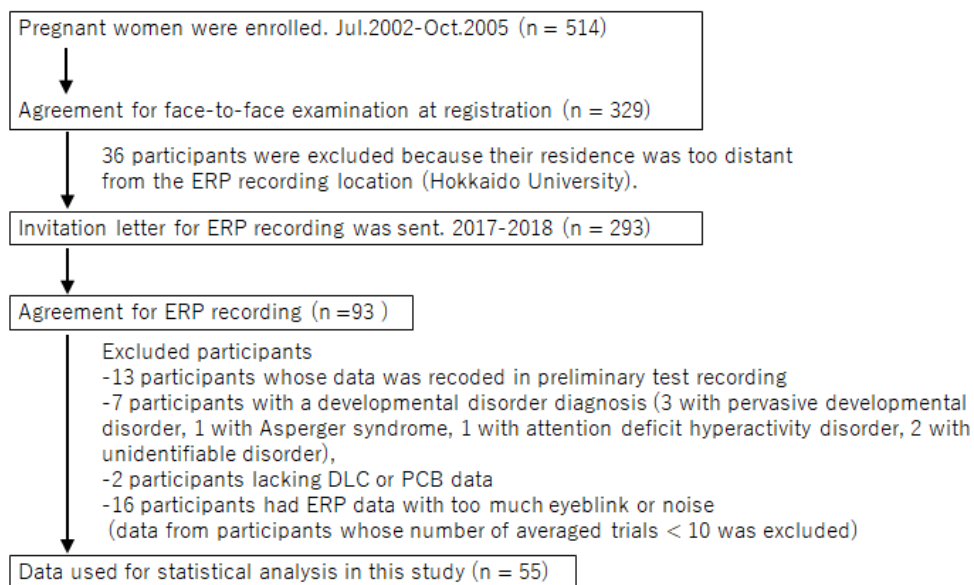 Pregnant women were enrolled. Jul.2002-Oct.2005 (n = 514)
Agreement for face-to-face examination at registration (n = 329)
36 participants were excluded because their residence was too distant
from the ERP recording location (Hokkaido University).
Invitation letter for ERP recording was sent. 2017-2018 (n = 293)
Agreement for ERP recording (n =93 )
Excluded participants
-13 participants whose data was recoded in preliminary test recording
-7 participants with a developmental disorder diagnosis (3 with pervasive developmental
disorder, 1 with Asperger syndrome, 1 with attention deficit hyperactivity disorder, 2 with
unidentifiable disorder),
-2 participants lacking DLC or PCB data
-16 participants had ERP data with too much eyeblink or noise
(data from participants whose number of averaged trials < 10 was excluded)
Data used for statistical analysis in this study (n = 55)